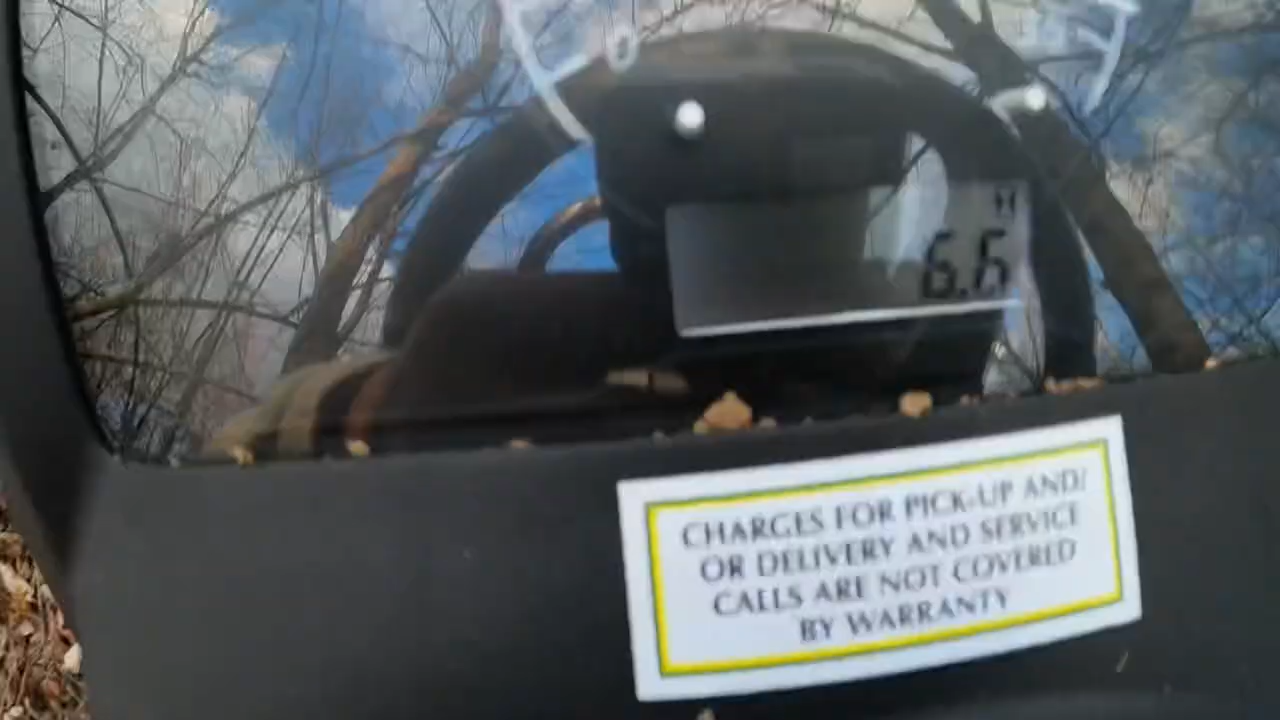 6.6
CHARGES FOR PICK-UP AND/
OR DELIVERY AND SERVICE
CALLS ARE NOT COVERED
BY WARRANTY